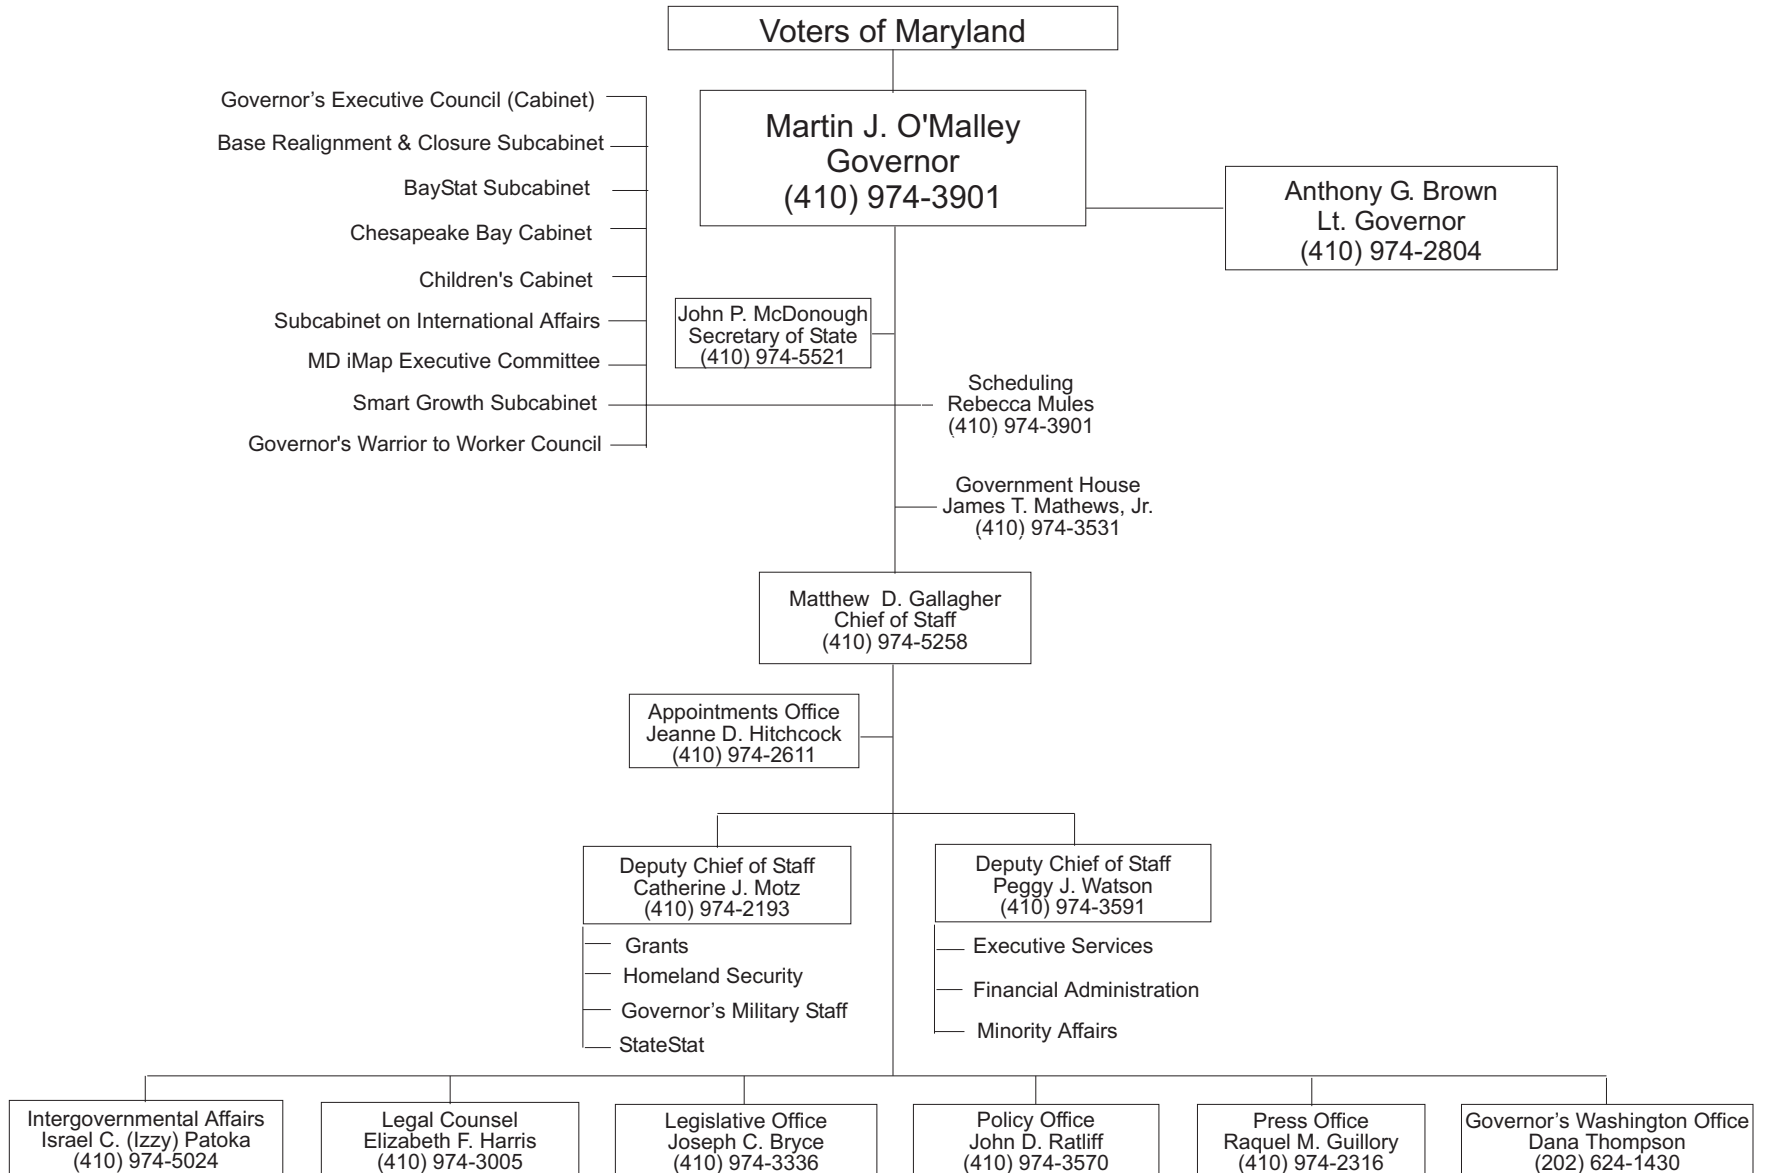 Voters of Maryland
Martin J. O'Malley
Governor
(410) 974-3901
Anthony G. Brown
Lt. Governor
(410) 974-2804
Governor’s Executive Council (Cabinet)
Base Realignment & Closure Subcabinet
BayStat Subcabinet
Chesapeake Bay Cabinet
Children's Cabinet
Subcabinet on International Affairs
MD iMap Executive Committee
Smart Growth Subcabinet
Governor's Warrior to Worker Council
John P. McDonough
Secretary of State
(410) 974-5521
Scheduling
Rebecca Mules
(410) 974-3901
Government House
James T. Mathews, Jr.
(410) 974-3531
Matthew  D. Gallagher
Chief of Staff
(410) 974-5258
Appointments Office
Jeanne D. Hitchcock
(410) 974-2611
Deputy Chief of Staff
Catherine J. Motz
(410) 974-2193
Grants
Homeland Security
Governor’s Military Staff
StateStat
Deputy Chief of Staff
Peggy J. Watson
(410) 974-3591
Executive Services
Financial Administration
Minority Affairs
Intergovernmental Affairs
Israel C. (Izzy) Patoka
(410) 974-5024
Legal Counsel
Elizabeth F. Harris
(410) 974-3005
Legislative Office
Joseph C. Bryce
(410) 974-3336
Policy Office
John D. Ratliff
(410) 974-3570
Press Office
Raquel M. Guillory
(410) 974-2316
Governor’s Washington Office
Dana Thompson
(202) 624-1430